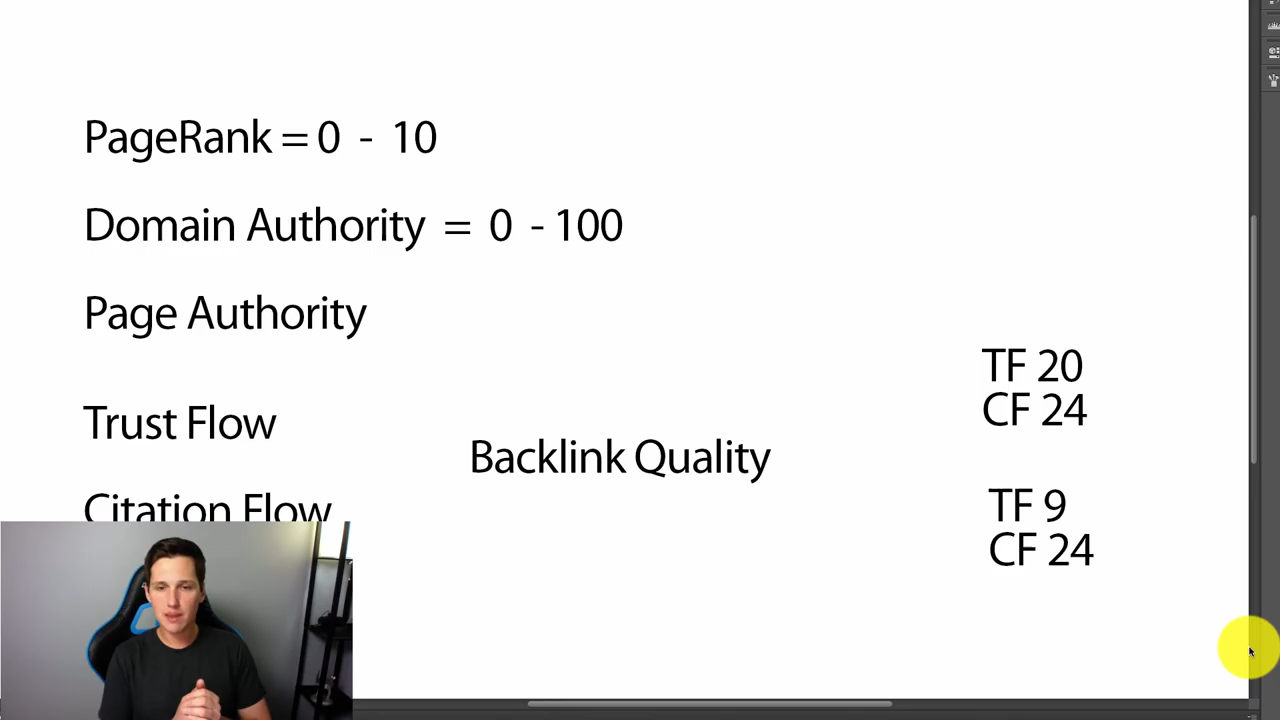 PageRank = 0 - 10
Domain Authority = 0 - 100
Page Authority
TF 20
CF 24
Trust Flow
Backlink Quality
Citation Flow
TF 9
CF 24